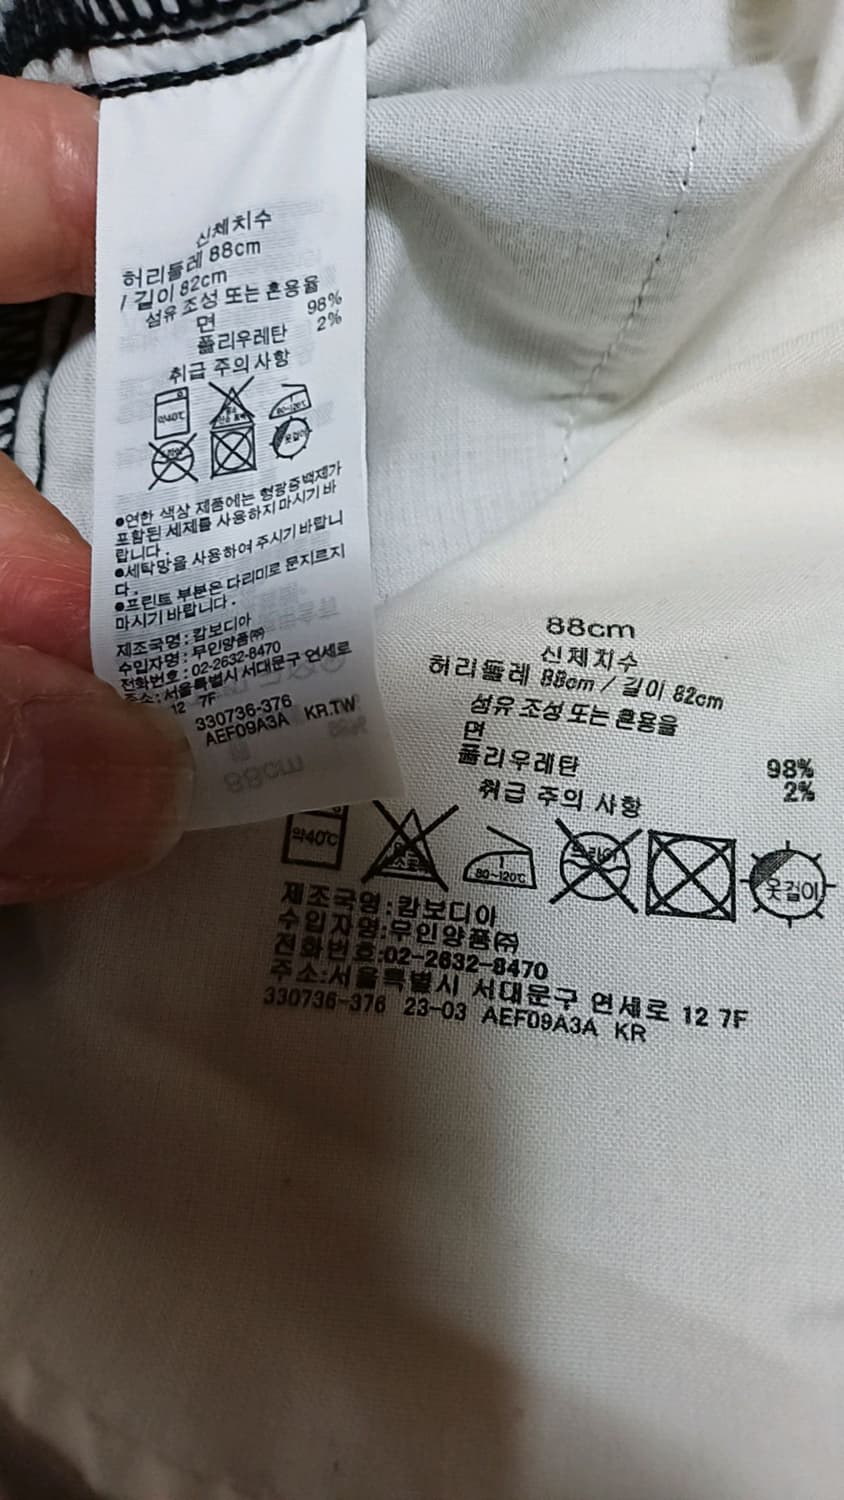 신체치수
허리둘레 88cm
/ 길이 82cm
섬유 조성 또는 혼용율
면 98%
폴리우레탄 2%
취급 주의 사항
약40℃
80~120℃
옷걸이
●연한 색상 제품에는 형광증백제가
포함된 세제를 사용하지 마시기 바
랍니다.
●세탁망을 사용하여 주시기 바랍니
다.
●프린트 부분은 다리미로 문지르지
마시기 바랍니다.
제조국명:캄보디아
수입자명:무인양품㈜
전화번호:02-2632-8470
주소:서울특별시 서대문구 연세로
12 7F
330736-376
AEF09A3A KR.TW
88cm
88cm
신체치수
허리둘레 88cm / 길이 82cm
섬유 조성 또는 혼용율
면 98%
폴리우레탄 2%
취급 주의 사항
약40℃
80~120℃
드라이
옷걸이
제조국명:캄보디아
수입자명:무인양품㈜
전화번호:02-2632-8470
주소:서울특별시 서대문구 연세로 12 7F
330736-376 23-03 AEF09A3A KR